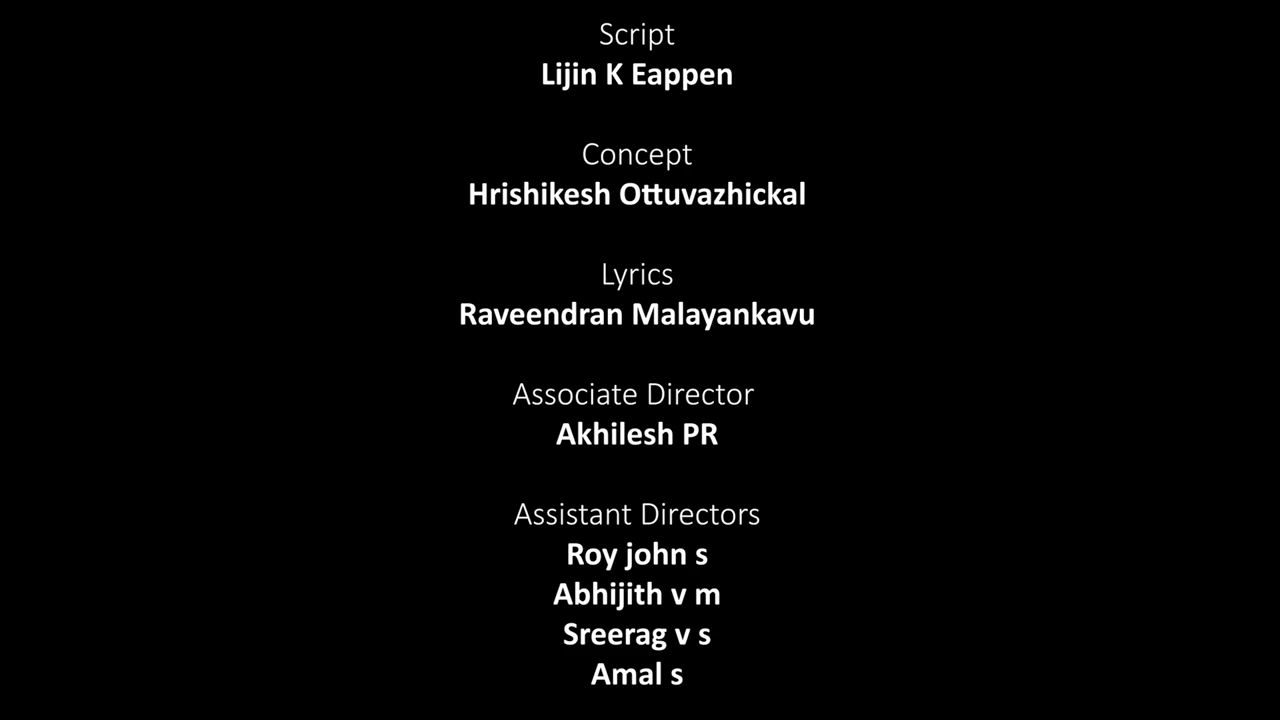 Script
Lijin K Eappen
Concept
Hrishikesh Ottuvazhickal
Lyrics
Raveendran Malayankavu
Associate Director
Akhilesh PR
Assistant Directors
Roy john s
Abhijith v m
Sreerag v s
Amal s